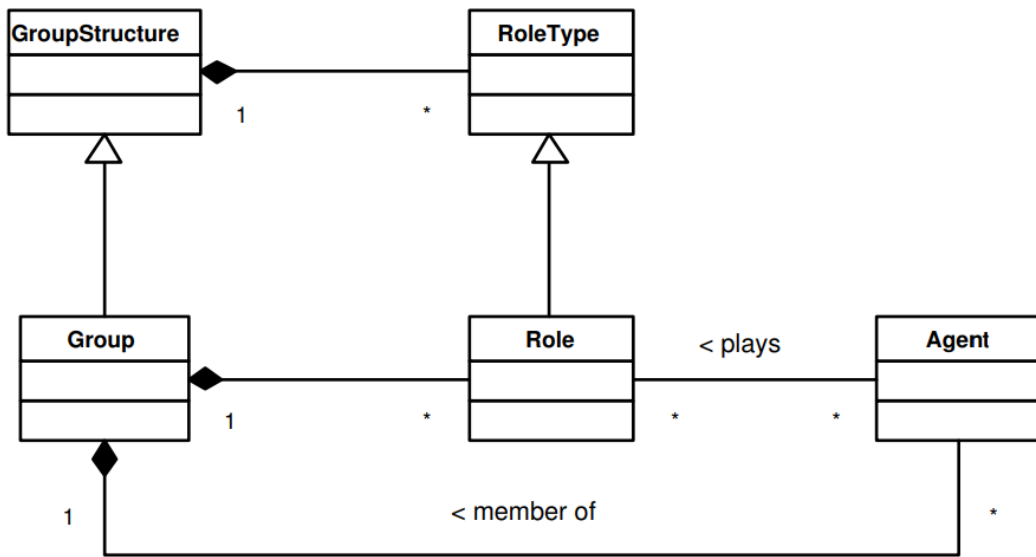 GroupStructure
RoleType
1
*
Group
Role
< plays
Agent
1
*
*
*
1
< member of
*